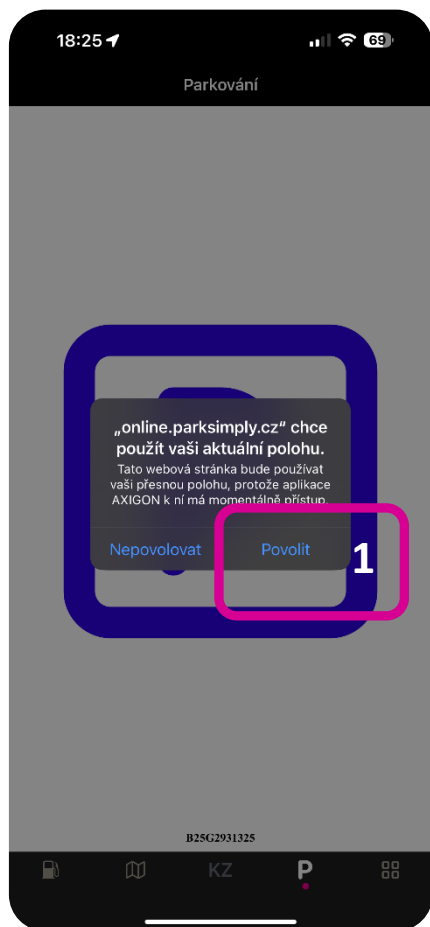 18:25
69
Parkování
„online.parksimply.cz" chce
použít vaši aktuální polohu.
Tato webová stránka bude používat
vaši přesnou polohu, protože aplikace
AXIGON k ní má momentálně přístup.
Nepovolovat
Povolit
1
B25G2931325
KZ
P